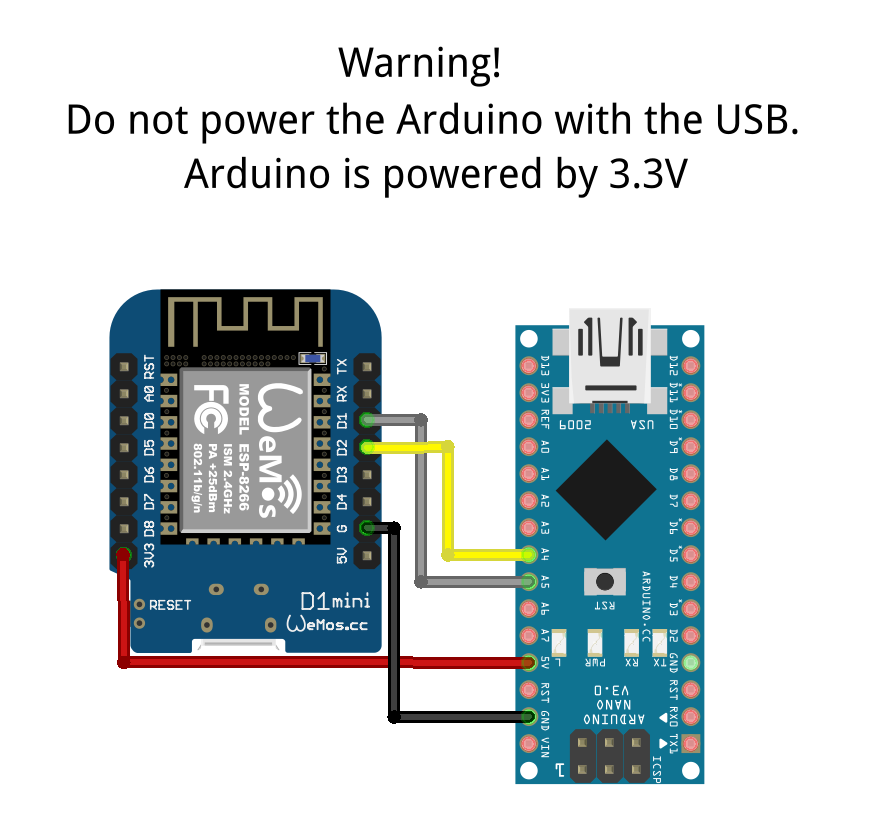 Warning!
Do not power the Arduino with the USB.
Arduino is powered by 3.3V
RST
A0
D0
D5
D6
D7
D8
3V3
TX
RX
D1
D2
D3
D4
G
5V
WeMos
MODEL ESP-8266
ISM 2.4GHz
PA +25dBm
802.11b/g/n
FC
RESET
D1mini
WeMos.cc
D13
3V3
REF
A0
A1
A2
A3
A4
A5
A6
A7
5V
RST
GND
VIN
D12
D11
D10
D9
D8
D7
D6
D5
D4
D3
D2
GND
RST
RX0
TX1
2009
USA
RST
ARDUINO.CC
L
PWR
RX
TX
ARDUINO
NANO
V3.0
1
ICSP